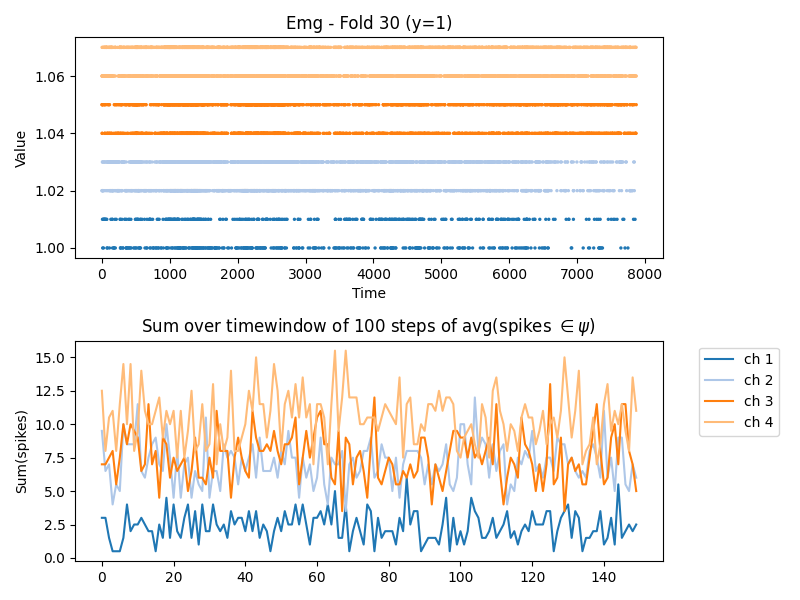 Emg - Fold 30 (y=1)
Value
1.06
1.04
1.02
1.00
0 1000 2000 3000 4000 5000 6000 7000 8000
Time
Sum over timewindow of 100 steps of avg(spikes ∈ψ)
Sum(spikes)
15.0
12.5
10.0
7.5
5.0
2.5
0.0
0 20 40 60 80 100 120 140
ch 1
ch 2
ch 3
ch 4